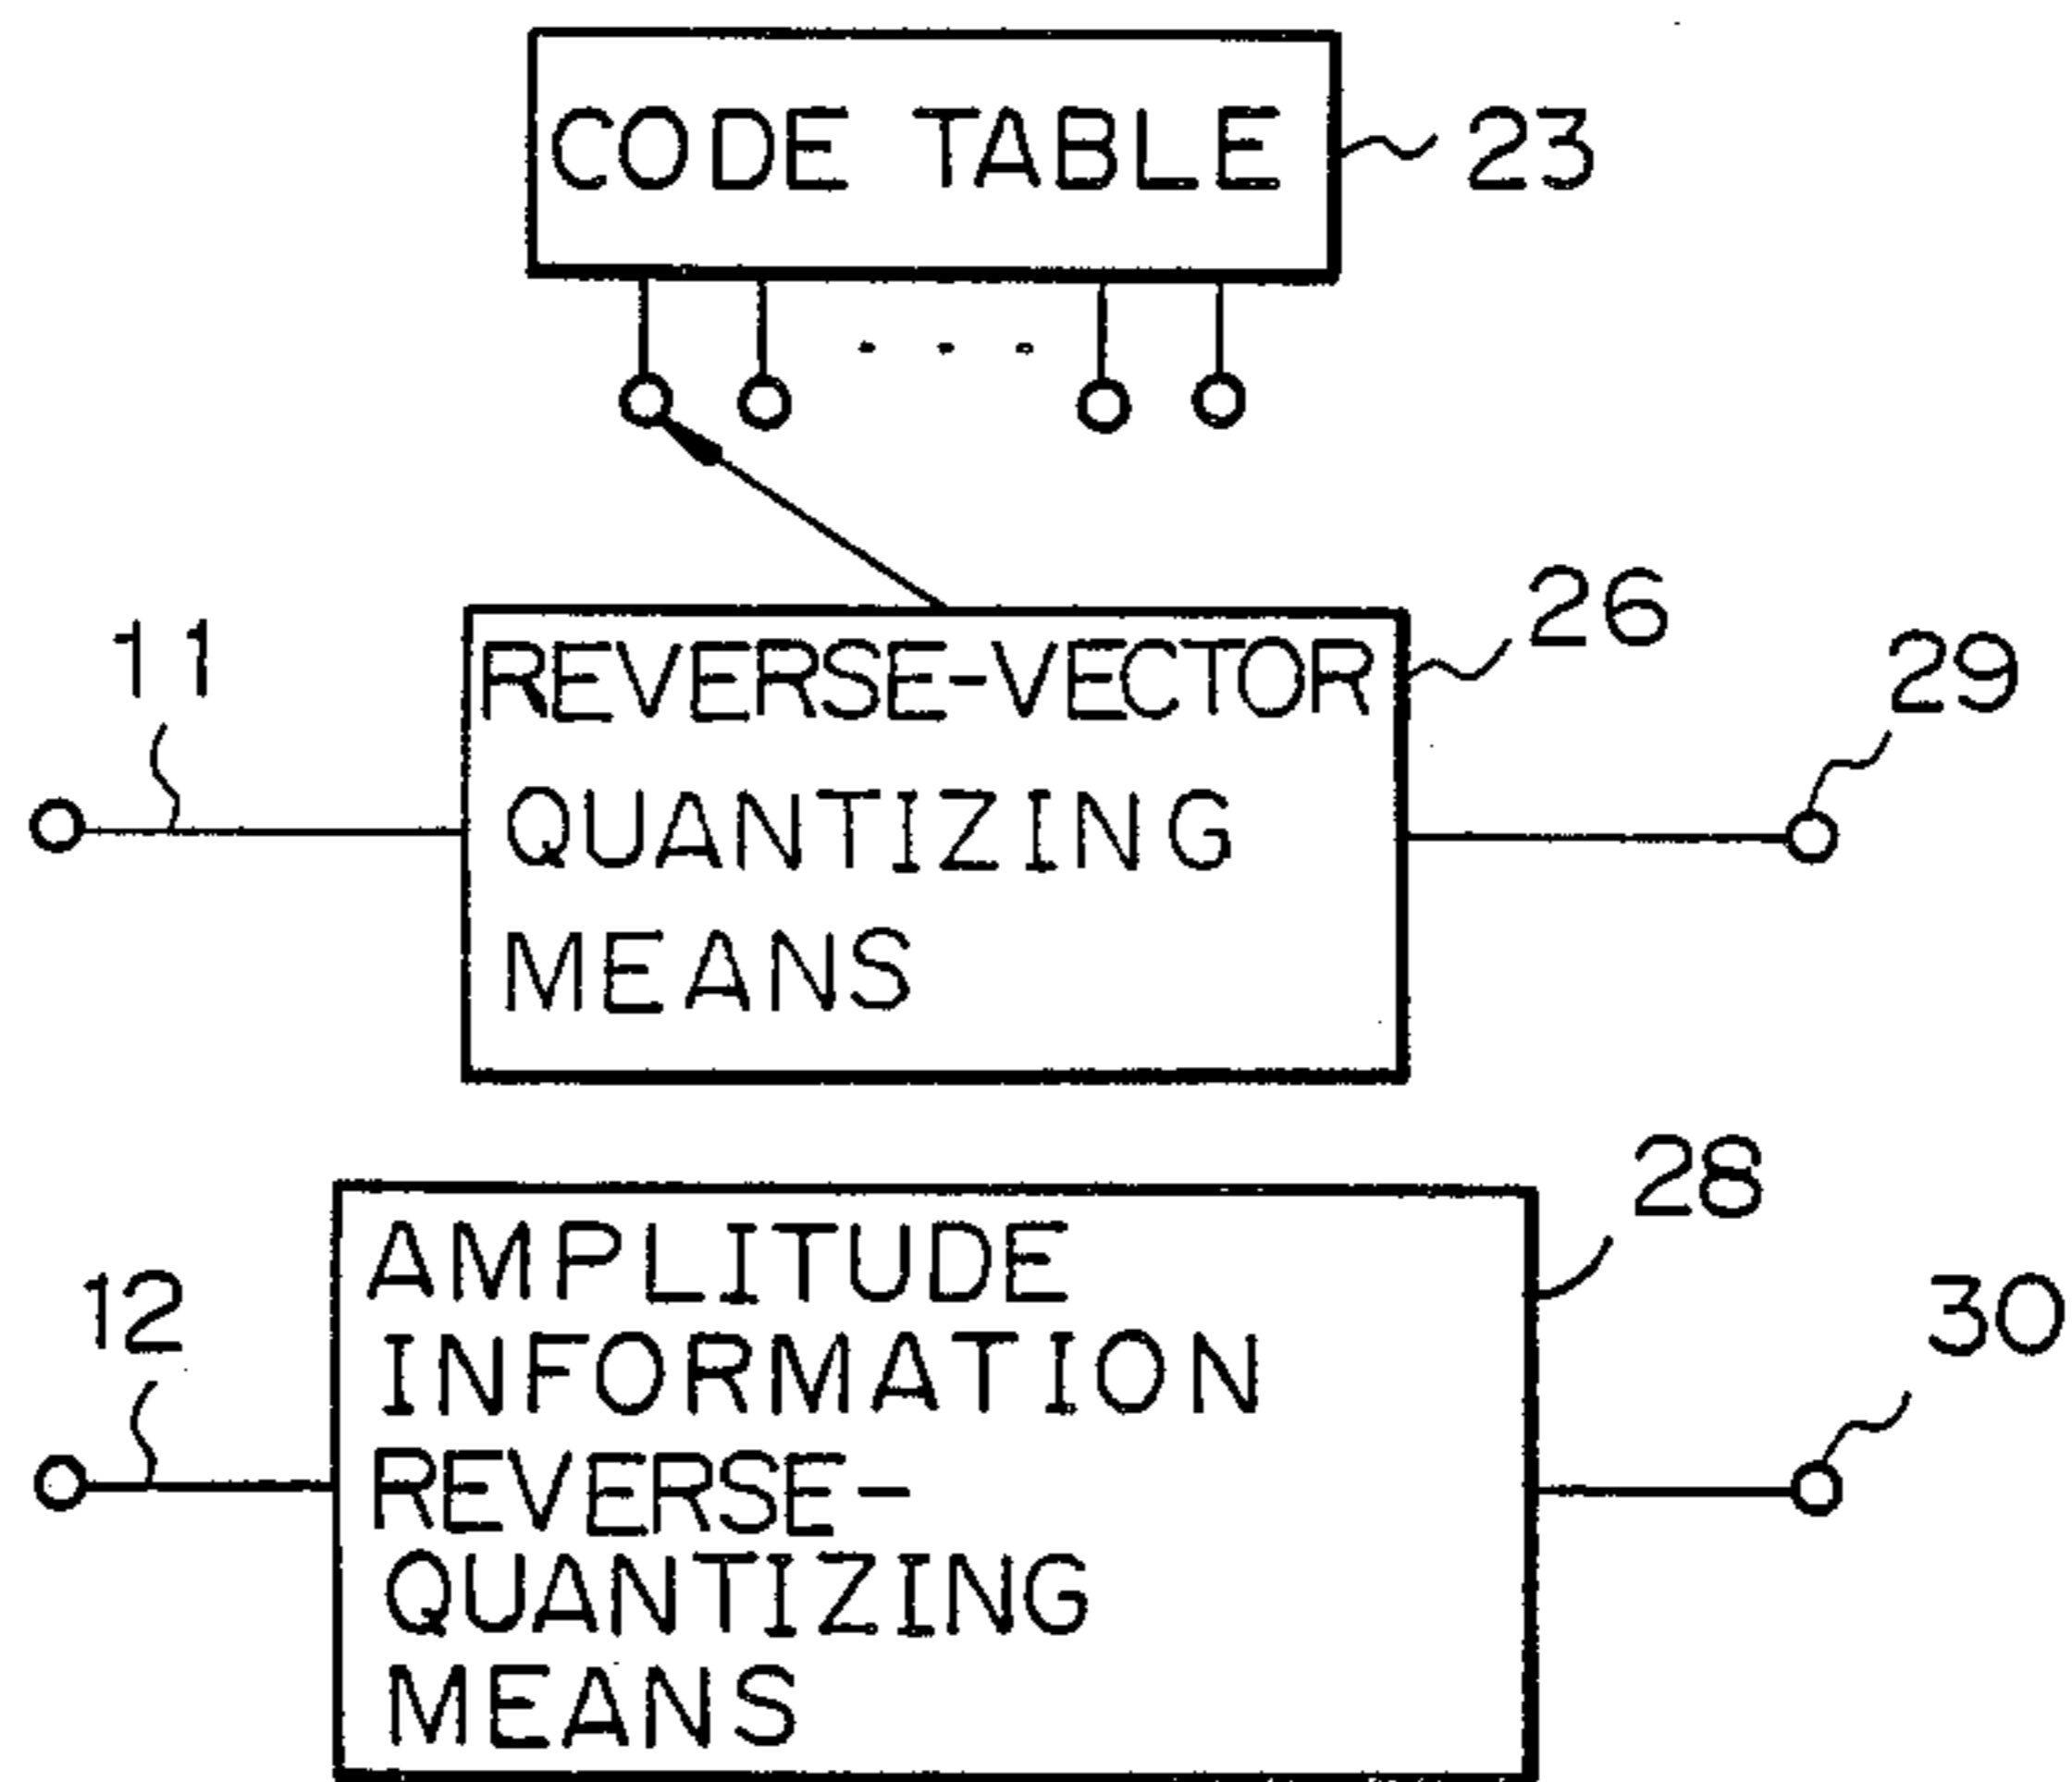 CODE TABLE
23
11
26
29
REVERSE-VECTOR
QUANTIZING
MEANS
28
12
30
AMPLITUDE
INFORMATION
REVERSE-
QUANTIZING
MEANS